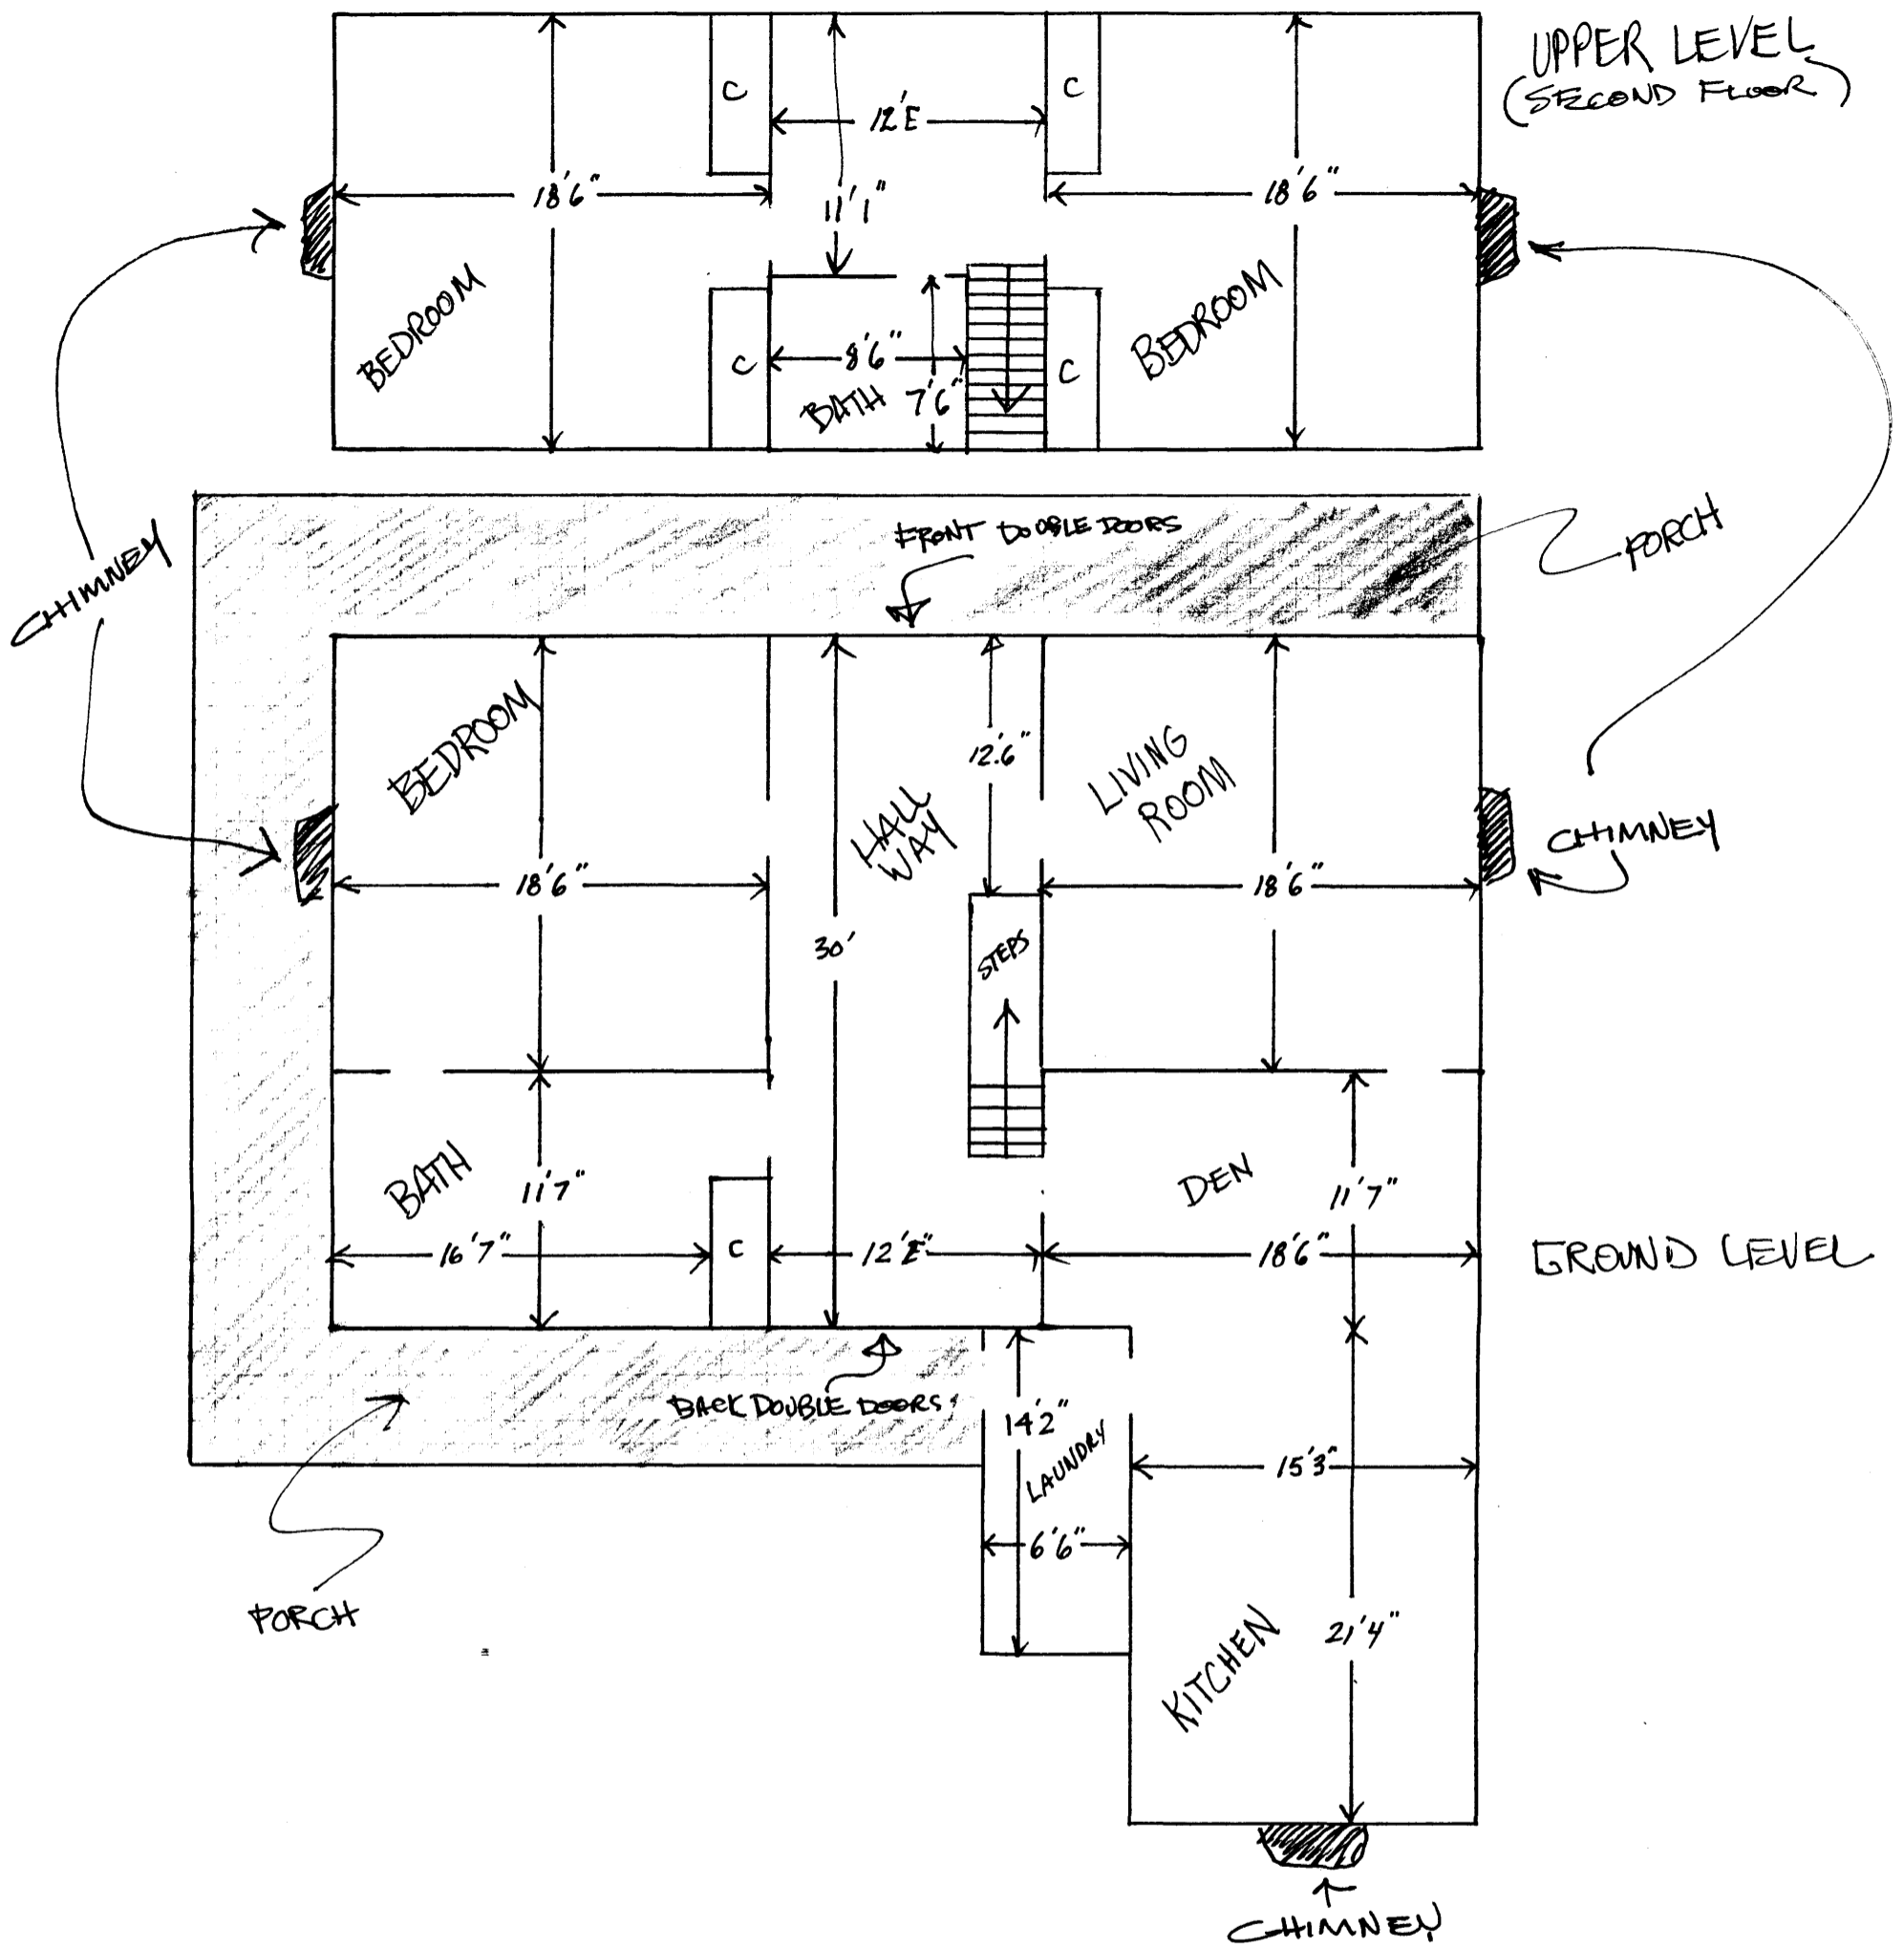 UPPER LEVEL
(SECOND FLOOR)
C
C
12'E
18'6"
11'1"
18'6"
BEDROOM
BEDROOM
C
8'6"
C
BATH
7'6"
FRONT DOUBLE DOORS
PORCH
CHIMNEY
BEDROOM
12'6"
LIVING
ROOM
HALL
WAY
CHIMNEY
18'6"
18'6"
30'
STEPS
BATH
11'7"
DEN
11'7"
16'7"
C
12'E"
18'6"
GROUND LEVEL
BACK DOUBLE DOORS
14'2"
LAUNDRY
15'3"
6'6"
PORCH
KITCHEN
21'4"
CHIMNEY